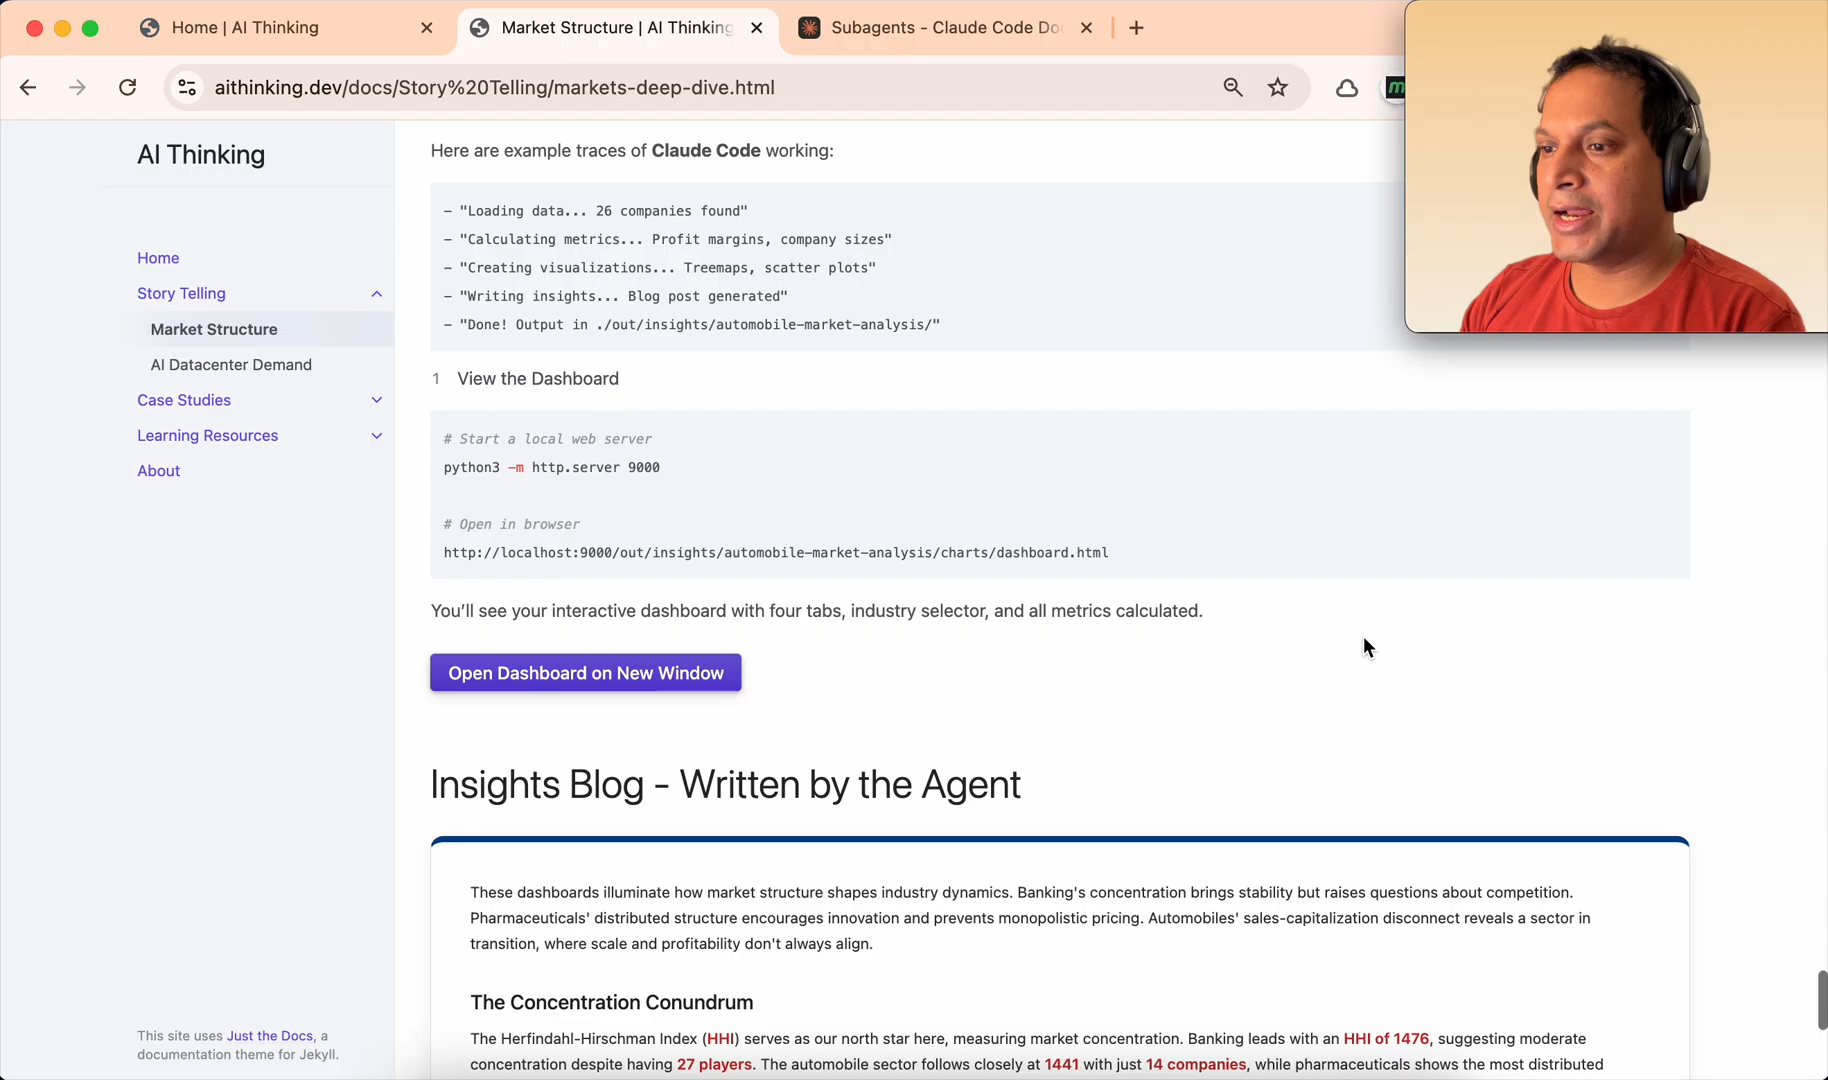 Home | AI Thinking
Market Structure | AI Thinking
Subagents - Claude Code Do
aithinking.dev/docs/Story%20Telling/markets-deep-dive.html
AI Thinking
Home
Story Telling
Market Structure
AI Datacenter Demand
Case Studies
Learning Resources
About
This site uses Just the Docs, a
documentation theme for Jekyll.
Here are example traces of Claude Code working:
- "Loading data... 26 companies found"
- "Calculating metrics... Profit margins, company sizes"
- "Creating visualizations... Treemaps, scatter plots"
- "Writing insights... Blog post generated"
- "Done! Output in ./out/insights/automobile-market-analysis/"
1 View the Dashboard
# Start a local web server
python3 -m http.server 9000
# Open in browser
http://localhost:9000/out/insights/automobile-market-analysis/charts/dashboard.html
You'll see your interactive dashboard with four tabs, industry selector, and all metrics calculated.
Open Dashboard on New Window
Insights Blog - Written by the Agent
These dashboards illuminate how market structure shapes industry dynamics. Banking's concentration brings stability but raises questions about competition.
Pharmaceuticals' distributed structure encourages innovation and prevents monopolistic pricing. Automobiles' sales-capitalization disconnect reveals a sector in
transition, where scale and profitability don't always align.
The Concentration Conundrum
The Herfindahl-Hirschman Index (HHI) serves as our north star here, measuring market concentration. Banking leads with an HHI of 1476, suggesting moderate
concentration despite having 27 players. The automobile sector follows closely at 1441 with just 14 companies, while pharmaceuticals shows the most distributed